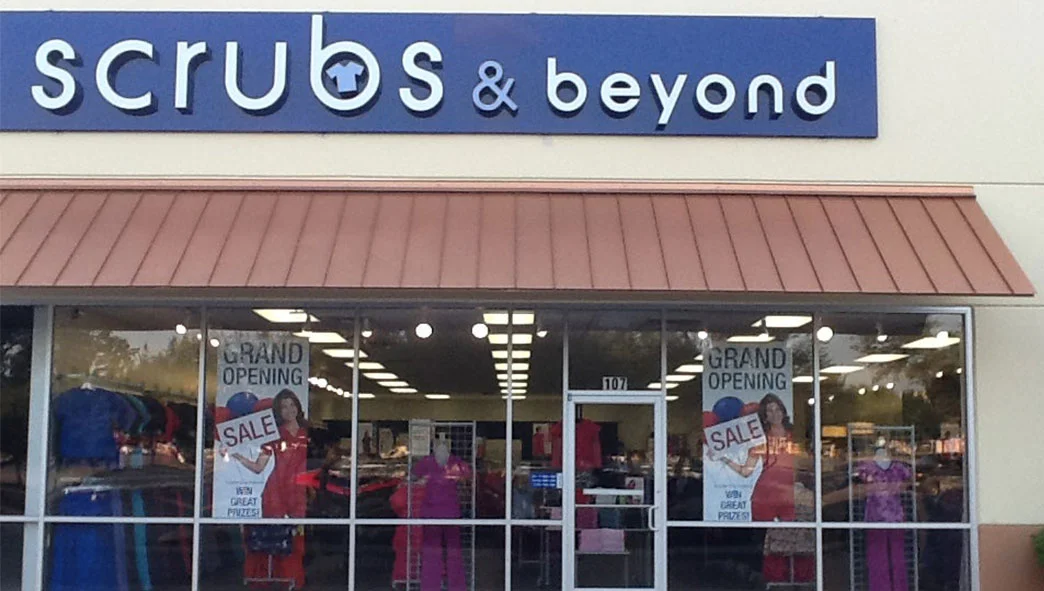 scrubs & beyond
107
GRAND
OPENING
SALE
WIN
GREAT
PRIZES!
GRAND
OPENING
SALE
WIN
GREAT
PRIZES!